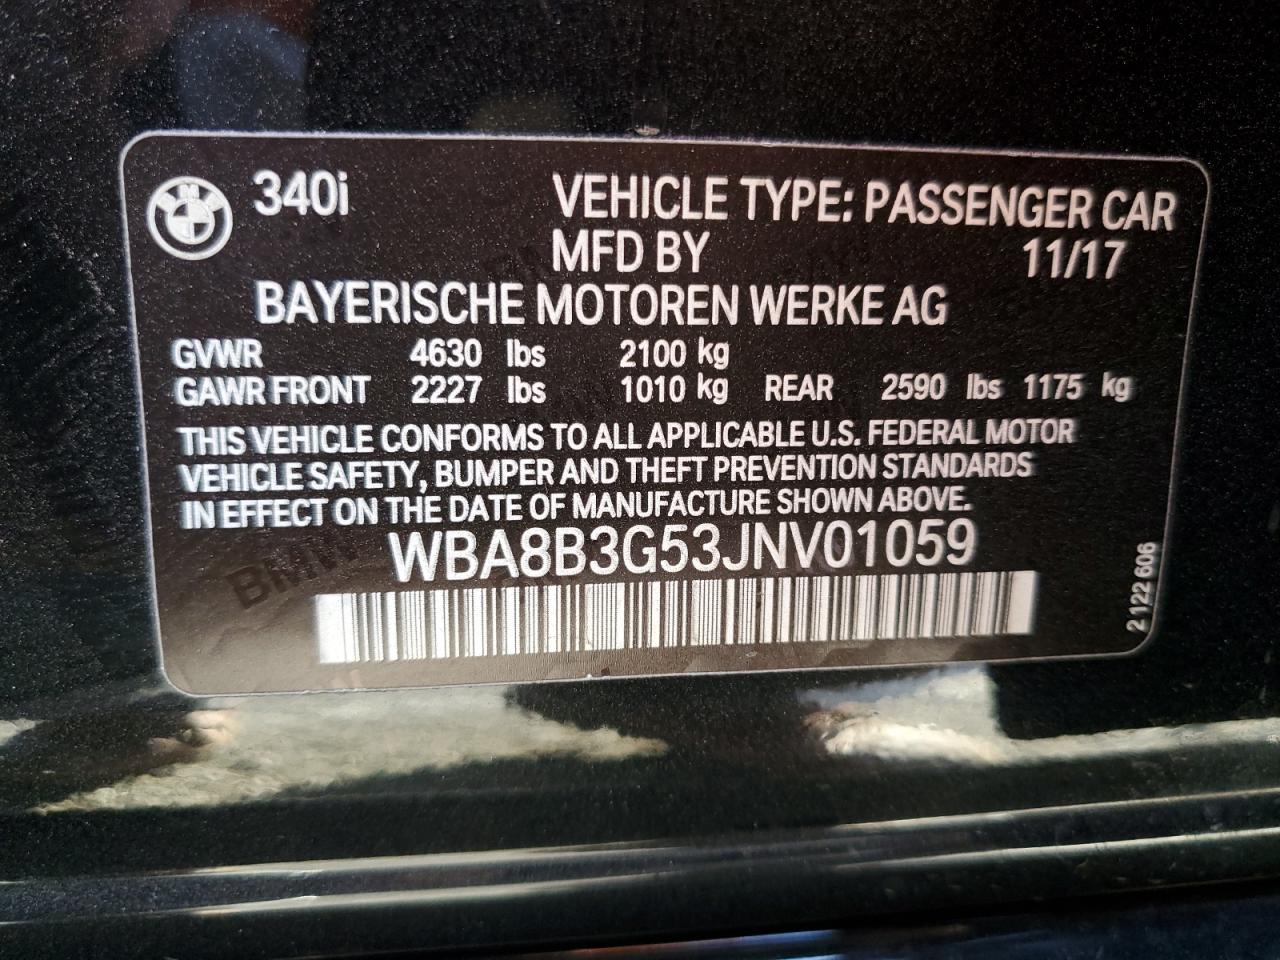 BMW 340i VEHICLE TYPE: PASSENGER CAR
MFD BY 11/17
BAYERISCHE MOTOREN WERKE AG
GVWR 4630 lbs 2100 kg
GAWR FRONT 2227 lbs 1010 kg REAR 2590 lbs 1175 kg
THIS VEHICLE CONFORMS TO ALL APPLICABLE U.S. FEDERAL MOTOR
VEHICLE SAFETY, BUMPER AND THEFT PREVENTION STANDARDS
IN EFFECT ON THE DATE OF MANUFACTURE SHOWN ABOVE.
BMW
WBA8B3G53JNV01059
2 122 606